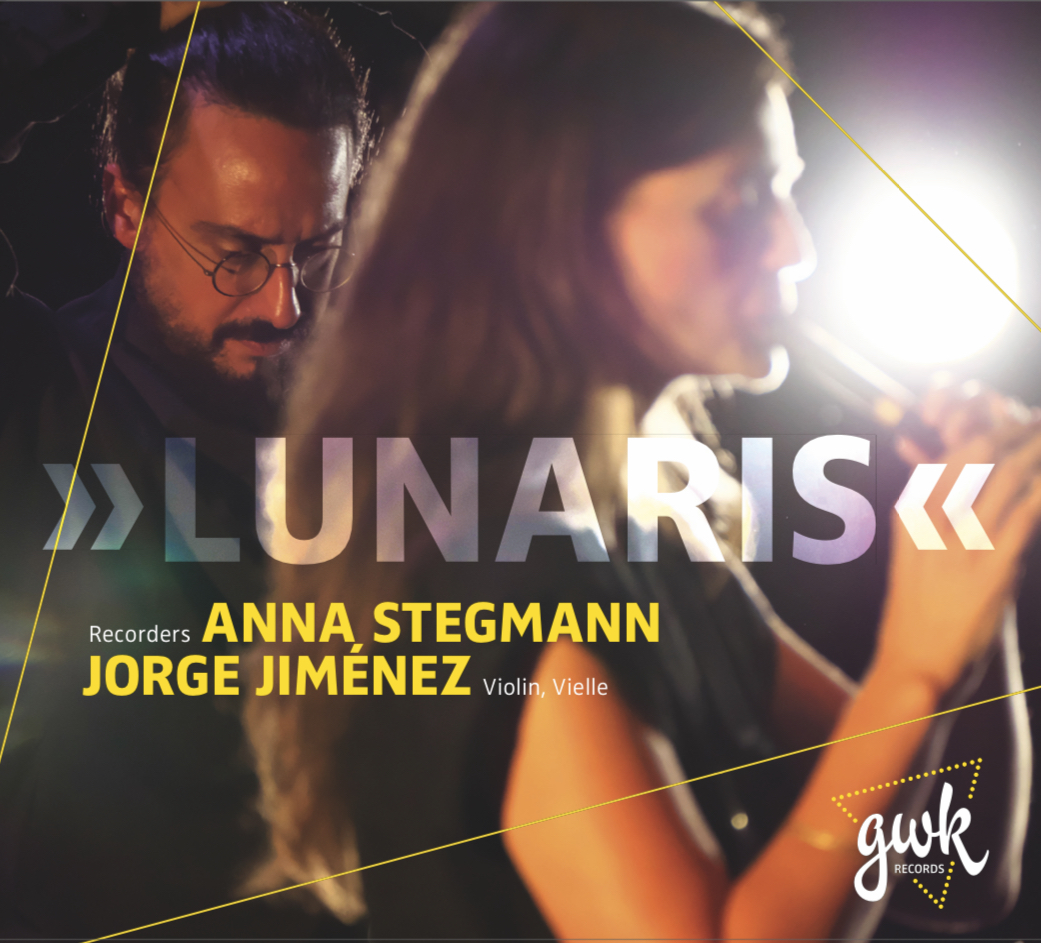 »LUNARIS«
Recorders ANNA STEGMANN
JORGE JIMÉNEZ Violin, Vielle
gwk
RECORDS